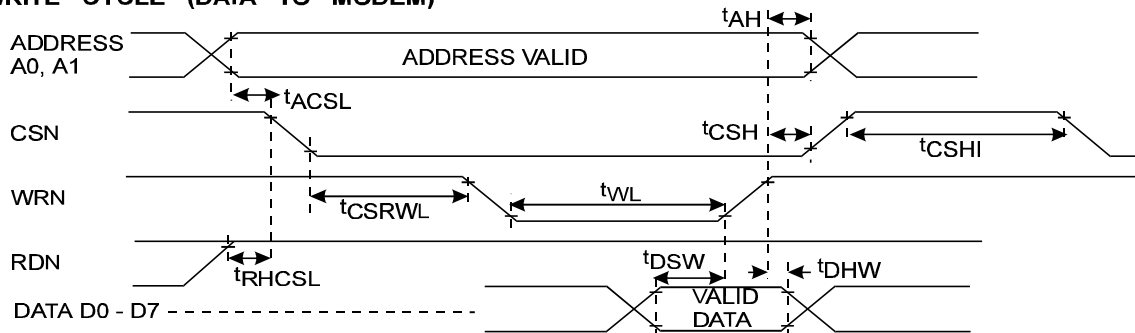 WRITE CYCLE (DATA TO MODEM)
tAH
ADDRESS
A0, A1
ADDRESS VALID
tACSL
CSN
tCSH
tCSHI
WRN
tCSRWL
tWL
RDN
tRHCSL
tDSW
tDHW
DATA D0 - D7
VALID
DATA